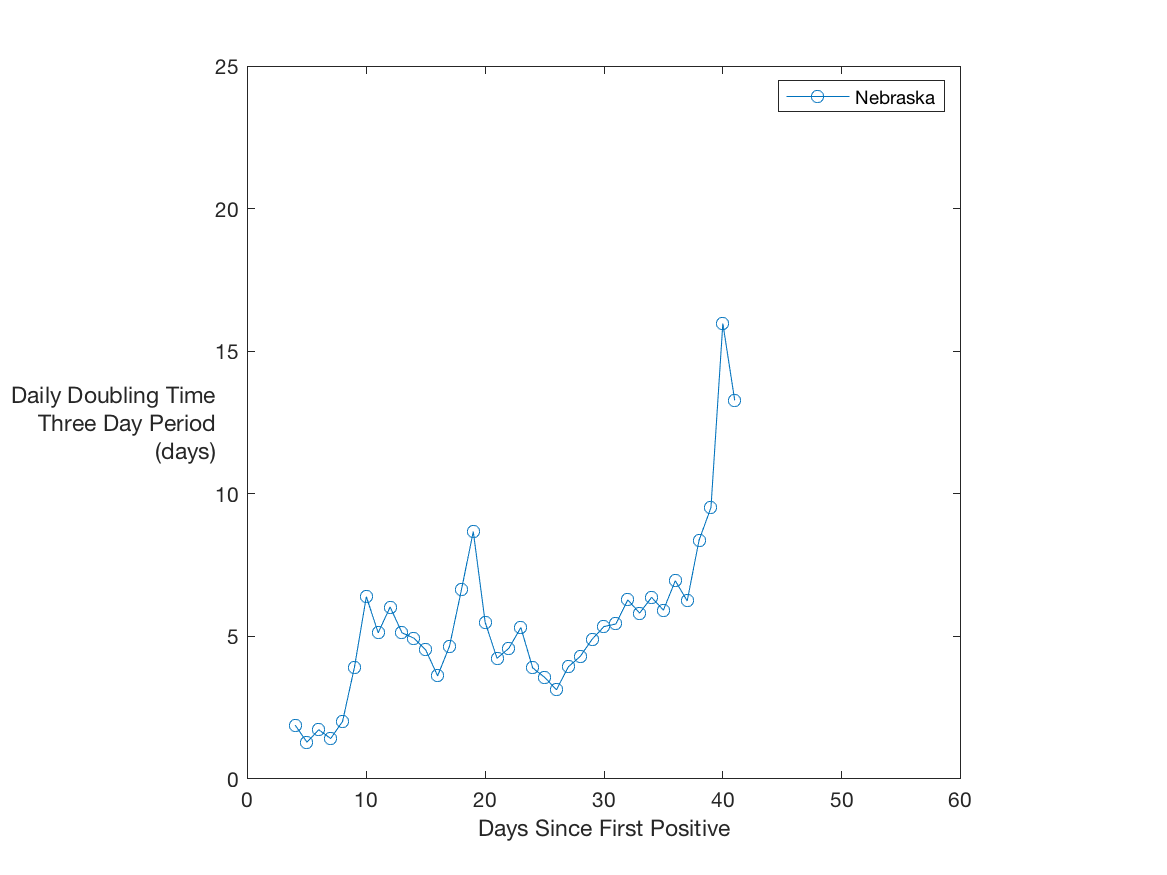 25
Nebraska
20
15
Daily Doubling Time
Three Day Period
(days)
10
5
0
0 10 20 30 40 50 60
Days Since First Positive